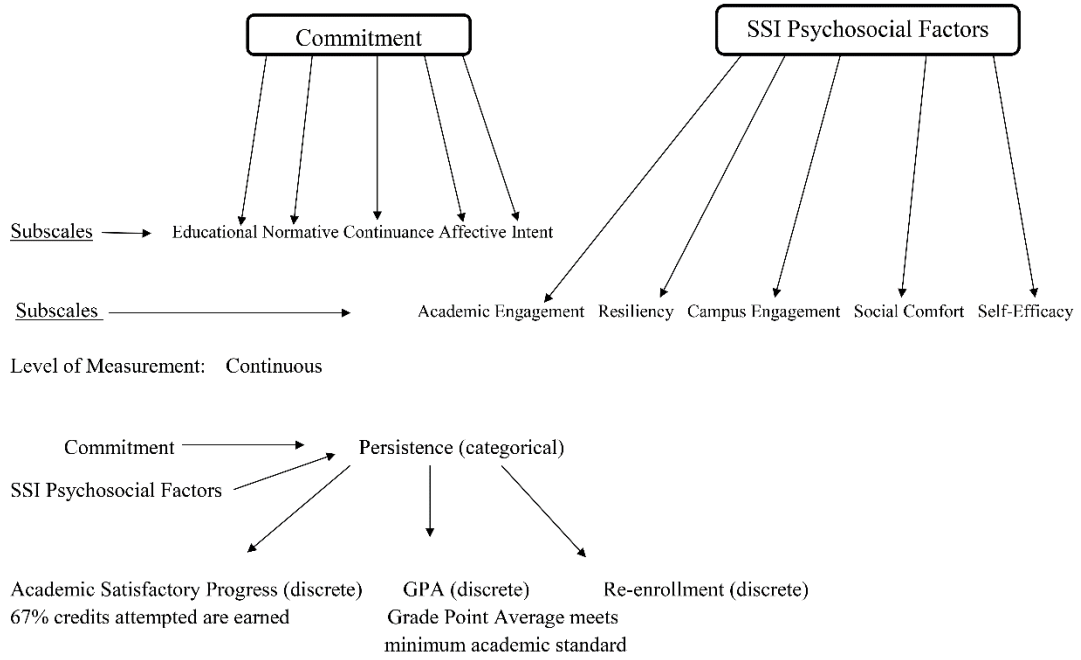 Commitment
SSI Psychosocial Factors
Subscales
Educational Normative Continuance Affective Intent
Subscales
Academic Engagement Resiliency Campus Engagement Social Comfort Self-Efficacy
Level of Measurement: Continuous
Commitment
Persistence (categorical)
SSI Psychosocial Factors
Academic Satisfactory Progress (discrete)
67% credits attempted are earned
GPA (discrete)
Grade Point Average meets
minimum academic standard
Re-enrollment (discrete)